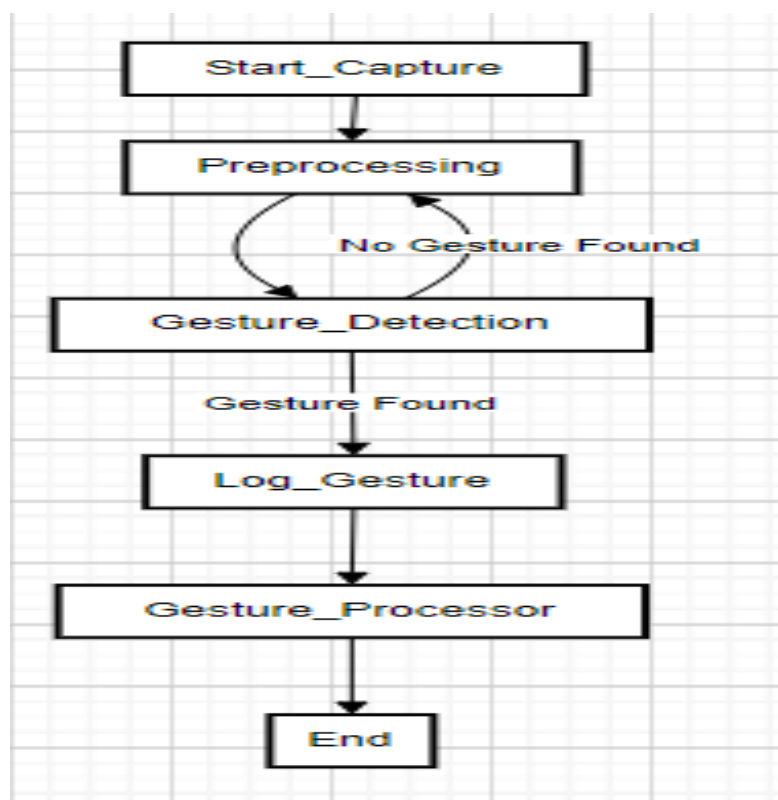 Start_Capture
Preprocessing
No Gesture Found
Gesture_Detection
Gesture Found
Log_Gesture
Gesture_Processor
End